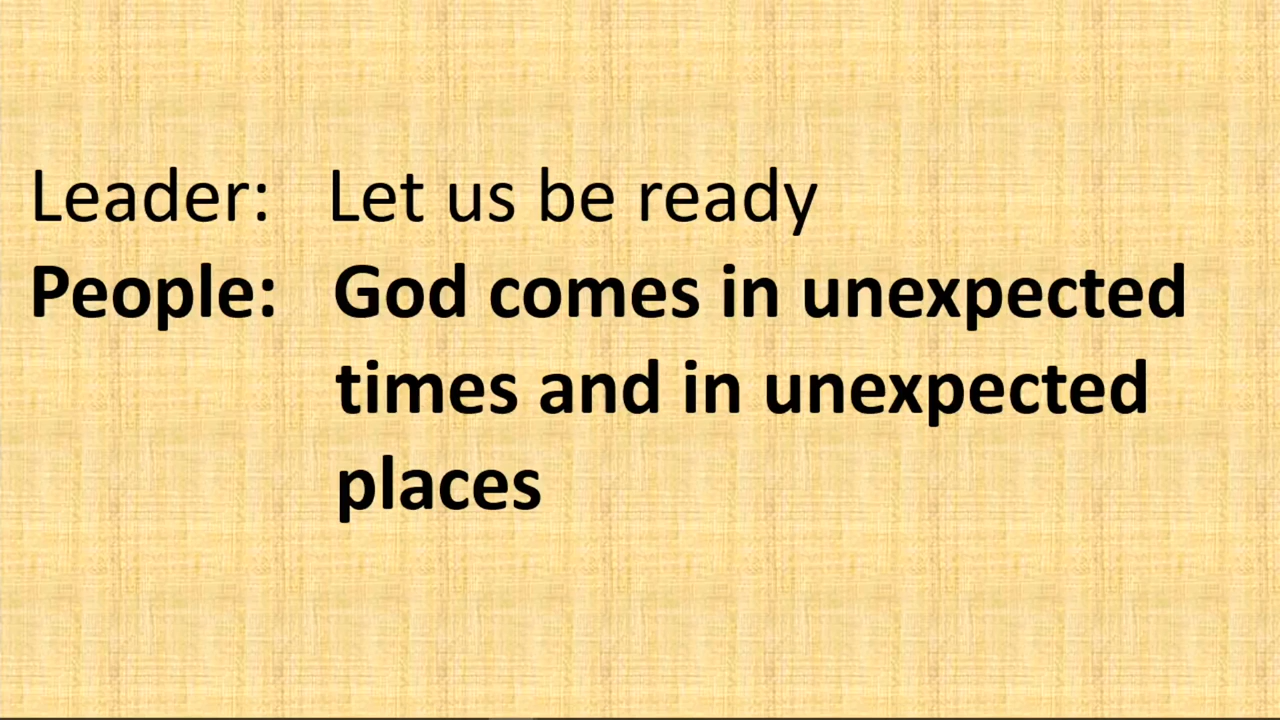 Leader: Let us be ready
People: God comes in unexpected
times and in unexpected
places